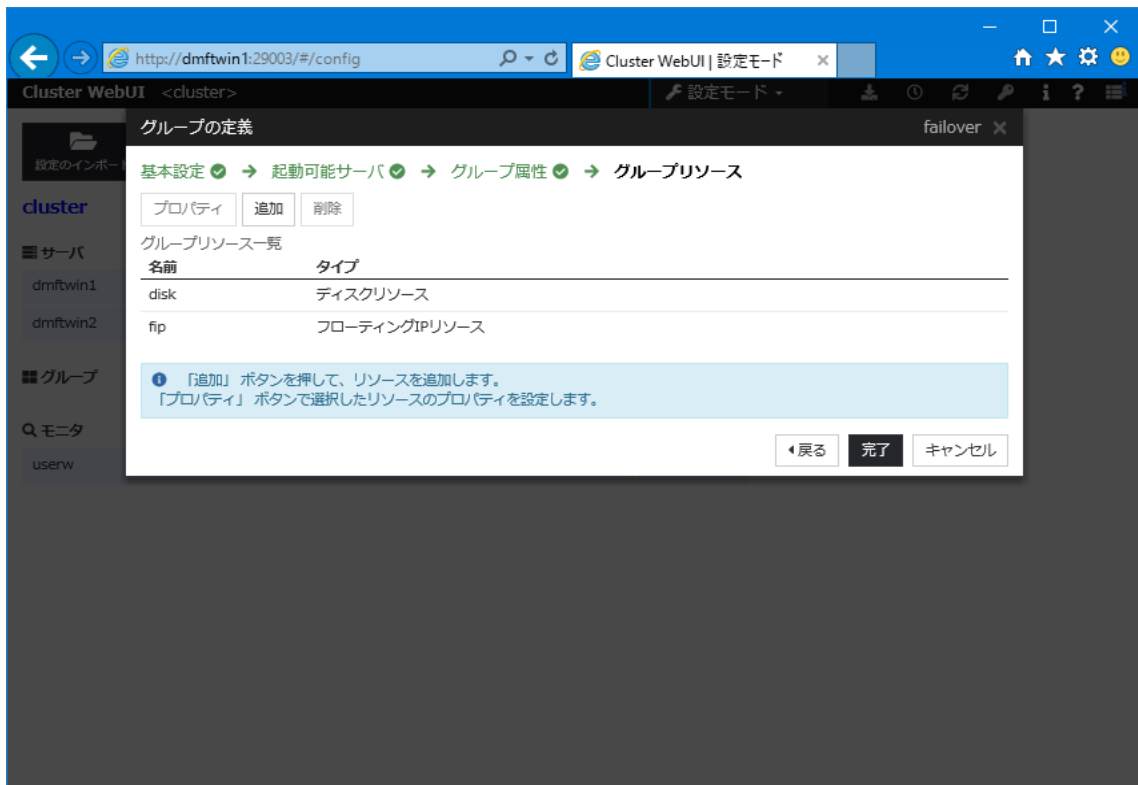 http://dmftwin1:29003/#/config
Cluster WebUI | 設定モード
Cluster WebUI <cluster>
設定モード
グループの定義
failover
設定のインポート
基本設定 → 起動可能サーバ → グループ属性 → グループリソース
プロパティ 追加 削除
cluster
グループリソース一覧
名前 タイプ
サーバ
disk ディスクリソース
dmftwin1
fip フローティングIPリソース
dmftwin2
グループ
「追加」ボタンを押して、リソースを追加します。
「プロパティ」ボタンで選択したリソースのプロパティを設定します。
モニタ
戻る 完了 キャンセル
userw